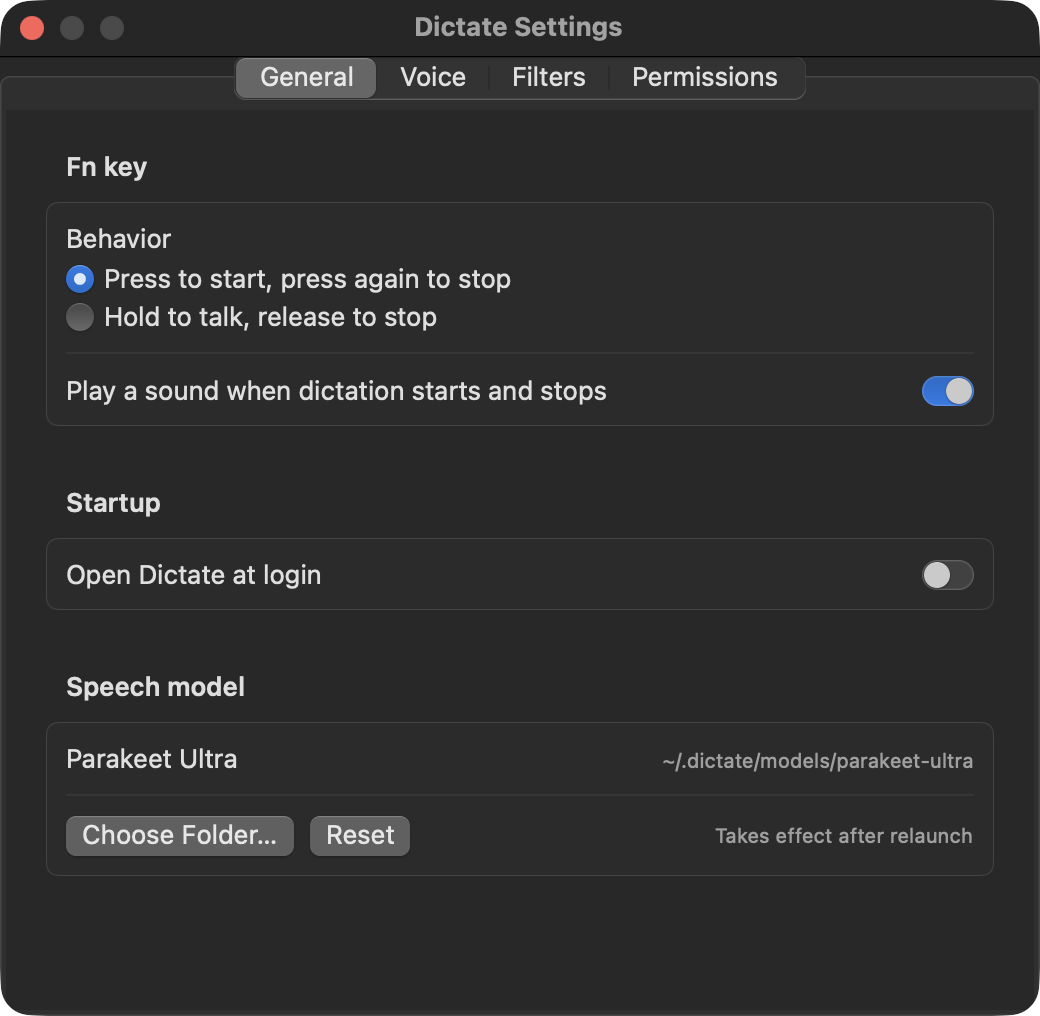 Dictate Settings
General Voice Filters Permissions
Fn key
Behavior
Press to start, press again to stop
Hold to talk, release to stop
Play a sound when dictation starts and stops
Startup
Open Dictate at login
Speech model
Parakeet Ultra ~/.dictate/models/parakeet-ultra
Choose Folder... Reset Takes effect after relaunch